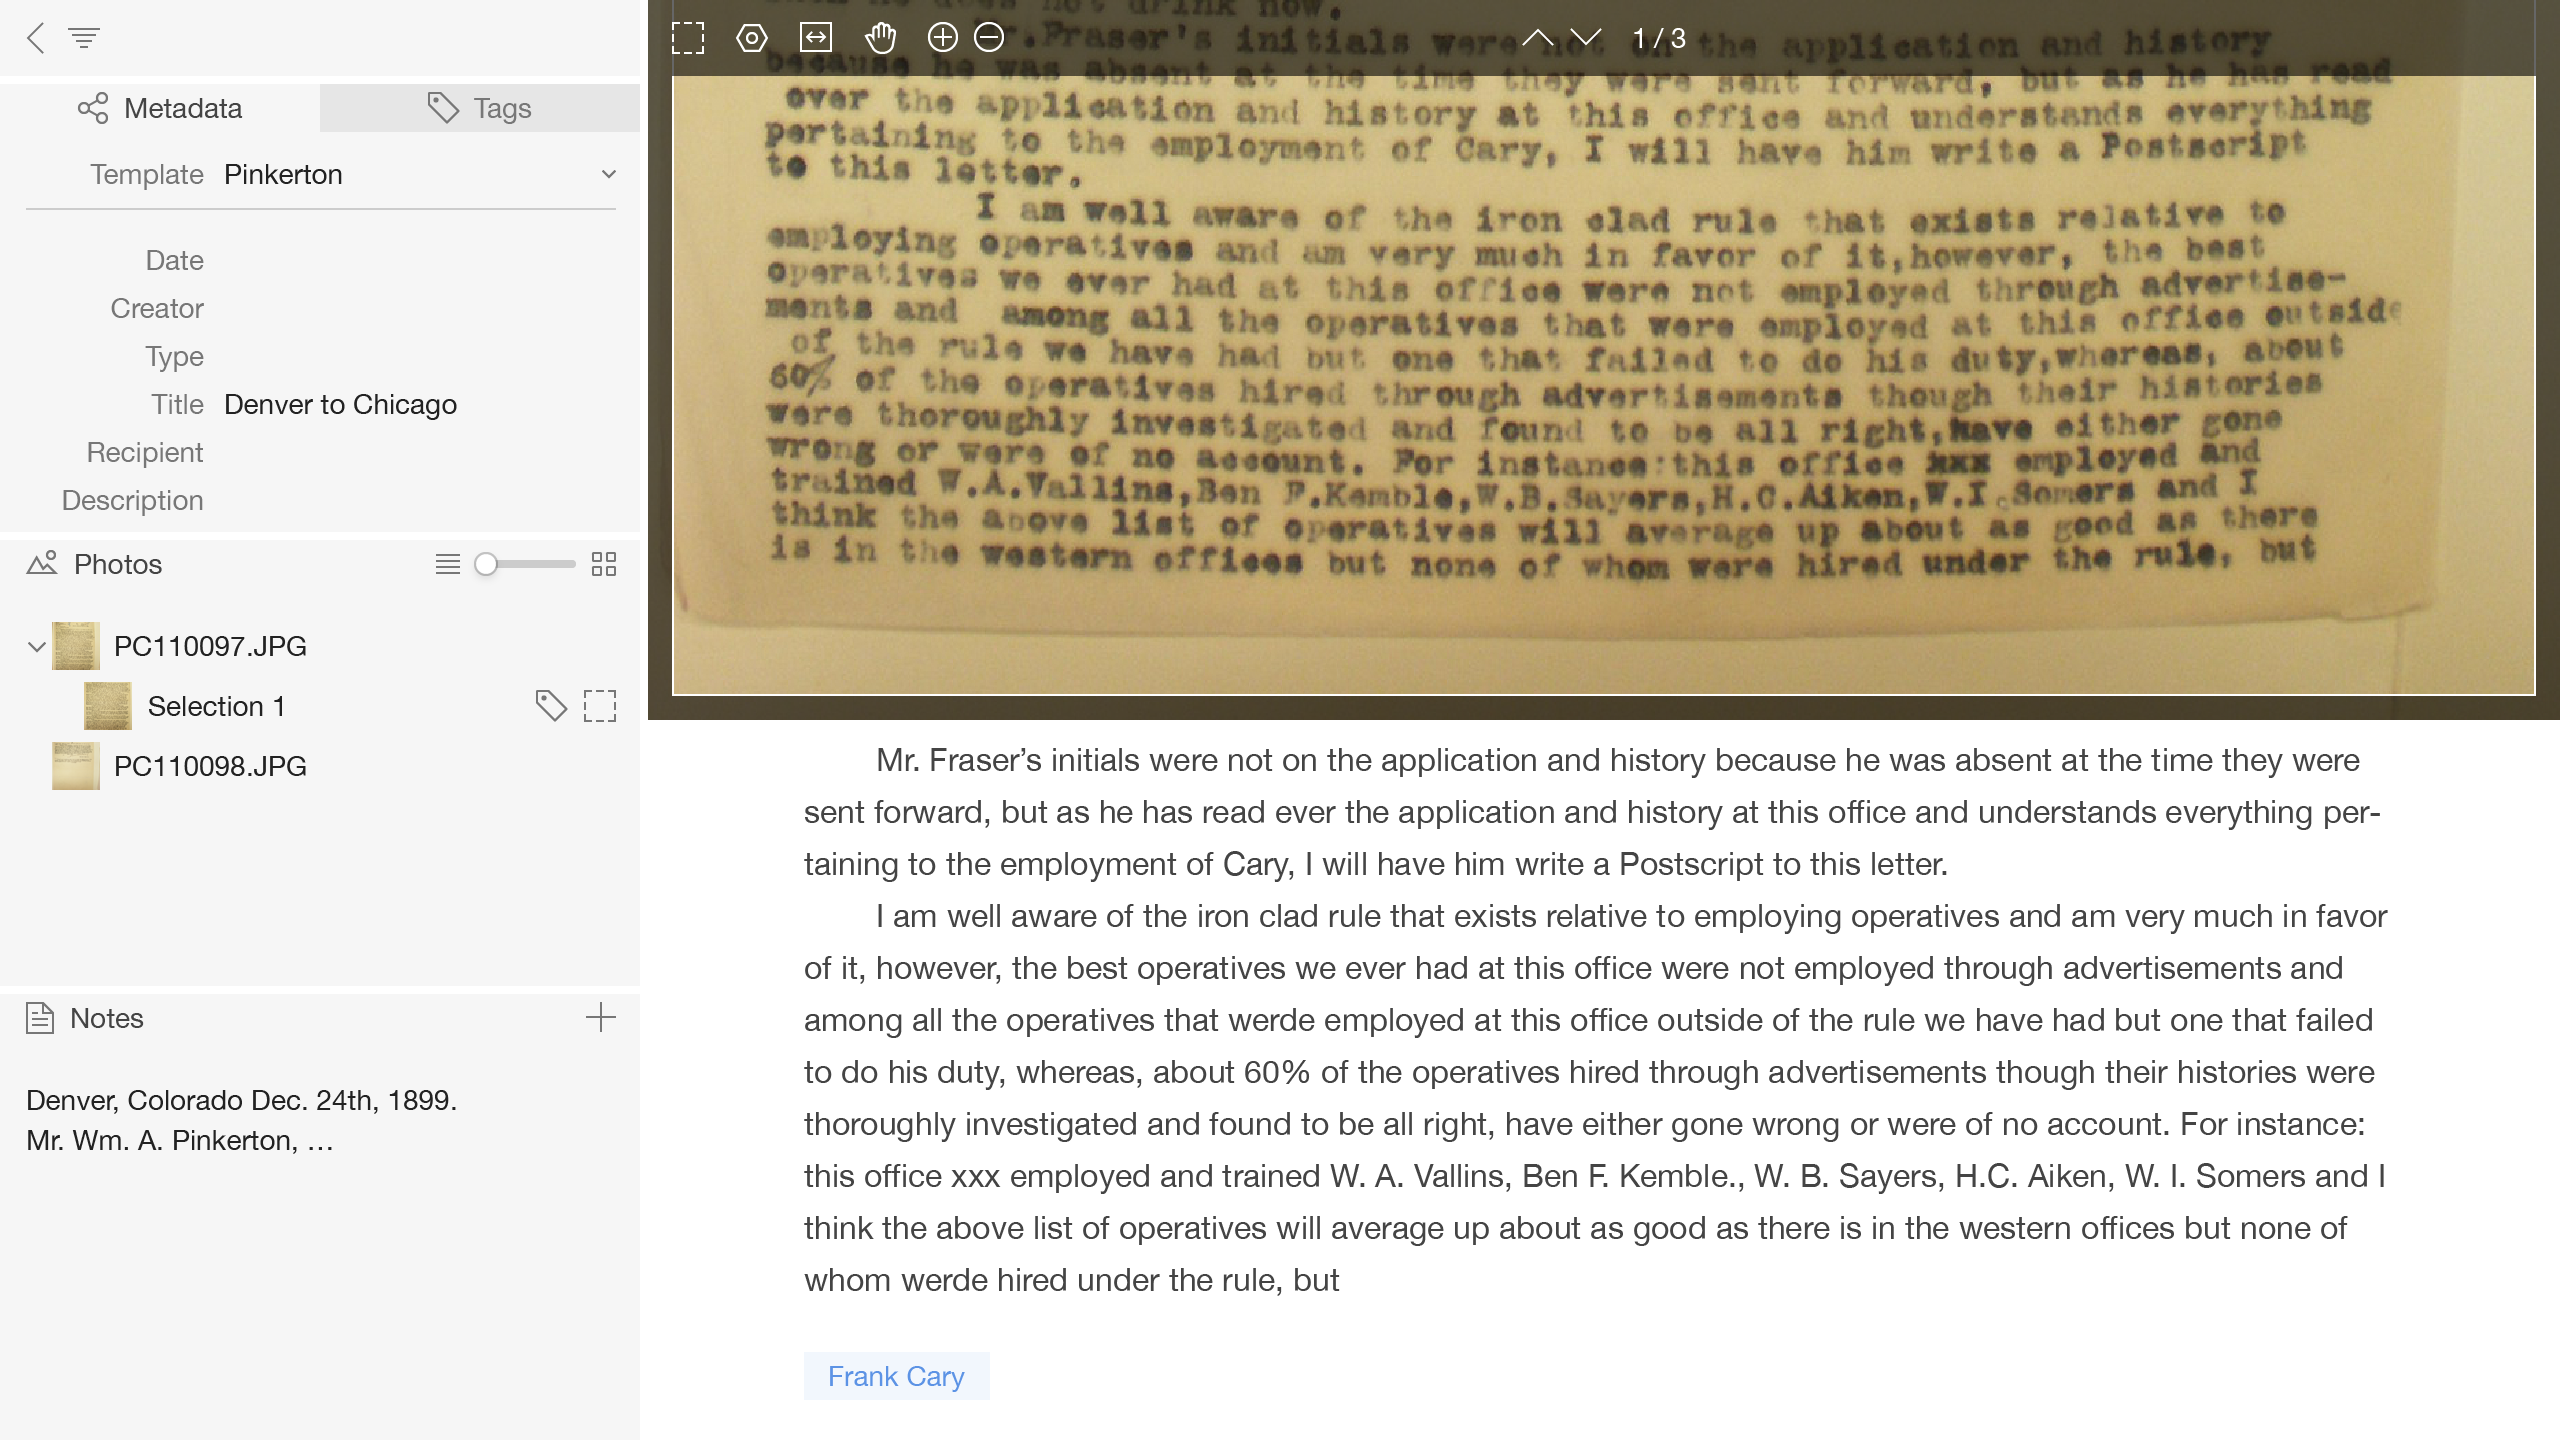 Metadata
Tags
Template Pinkerton
Date
Creator
Type
Title Denver to Chicago
Recipient
Description
Photos
PC110097.JPG
Selection 1
PC110098.JPG
Notes
Denver, Colorado Dec. 24th, 1899.
Mr. Wm. A. Pinkerton, …
1 / 3
he does not drink now.
r.Fraser's initials were not on the application and history
because he was absent at the time they were sent forward, but as he has read
over the application and history at this office and understands everything
pertaining to the employment of Cary, I will have him write a Postscript
to this letter.
I am well aware of the iron clad rule that exists relative to
employing operatives and am very much in favor of it,however, the best
operatives we ever had at this office were not employed through advertise-
ments and among all the operatives that were employed at this office outside
of the rule we have had but one that failed to do his duty,whereas, about
60% of the operatives hired through advertisements though their histories
were thoroughly investigated and found to be all right,have either gone
wrong or were of no account. For instance:this office xxx employed and
trained W.A.Vallins,Ben F.Kemble,W.B.Sayers,H.C.Aiken,W.I.Somers and I
think the above list of operatives will average up about as good as there
is in the western offices but none of whom were hired under the rule, but
Mr. Fraser’s initials were not on the application and history because he was absent at the time they were
sent forward, but as he has read ever the application and history at this office and understands everything per-
taining to the employment of Cary, I will have him write a Postscript to this letter.
I am well aware of the iron clad rule that exists relative to employing operatives and am very much in favor
of it, however, the best operatives we ever had at this office were not employed through advertisements and
among all the operatives that werde employed at this office outside of the rule we have had but one that failed
to do his duty, whereas, about 60% of the operatives hired through advertisements though their histories were
thoroughly investigated and found to be all right, have either gone wrong or were of no account. For instance:
this office xxx employed and trained W. A. Vallins, Ben F. Kemble., W. B. Sayers, H.C. Aiken, W. I. Somers and I
think the above list of operatives will average up about as good as there is in the western offices but none of
whom werde hired under the rule, but
Frank Cary